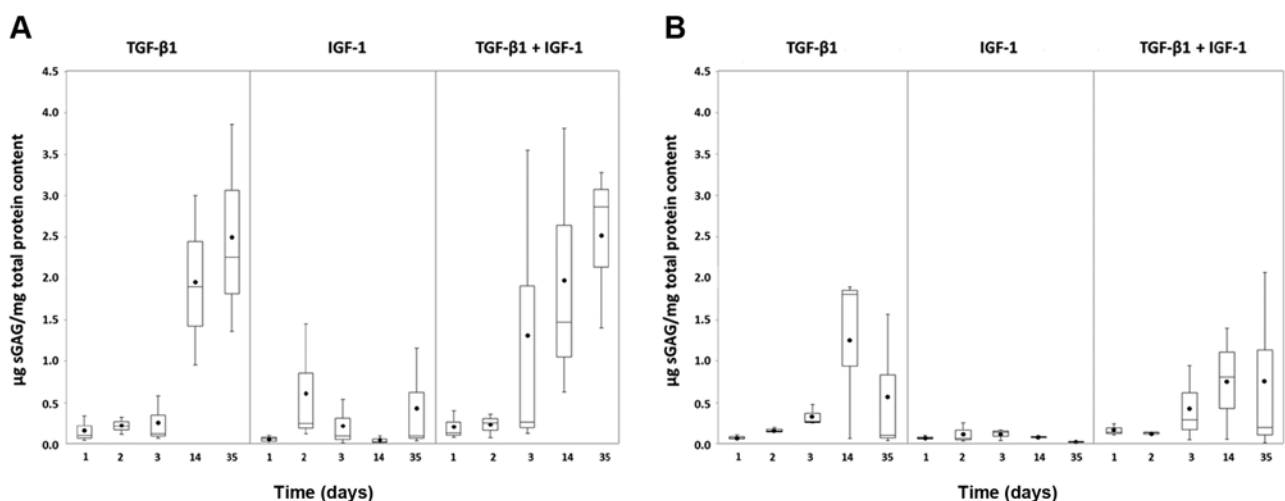 A
B
TGF-β1 IGF-1 TGF-β1 + IGF-1
TGF-β1 IGF-1 TGF-β1 + IGF-1
µg sGAG/mg total protein content
4.5
4.0
3.5
3.0
2.5
2.0
1.5
1.0
0.5
0.0
1 2 3 14 35 1 2 3 14 35 1 2 3 14 35
Time (days)
µg sGAG/mg total protein content
4.5
4.0
3.5
3.0
2.5
2.0
1.5
1.0
0.5
0.0
1 2 3 14 35 1 2 3 14 35 1 2 3 14 35
Time (days)